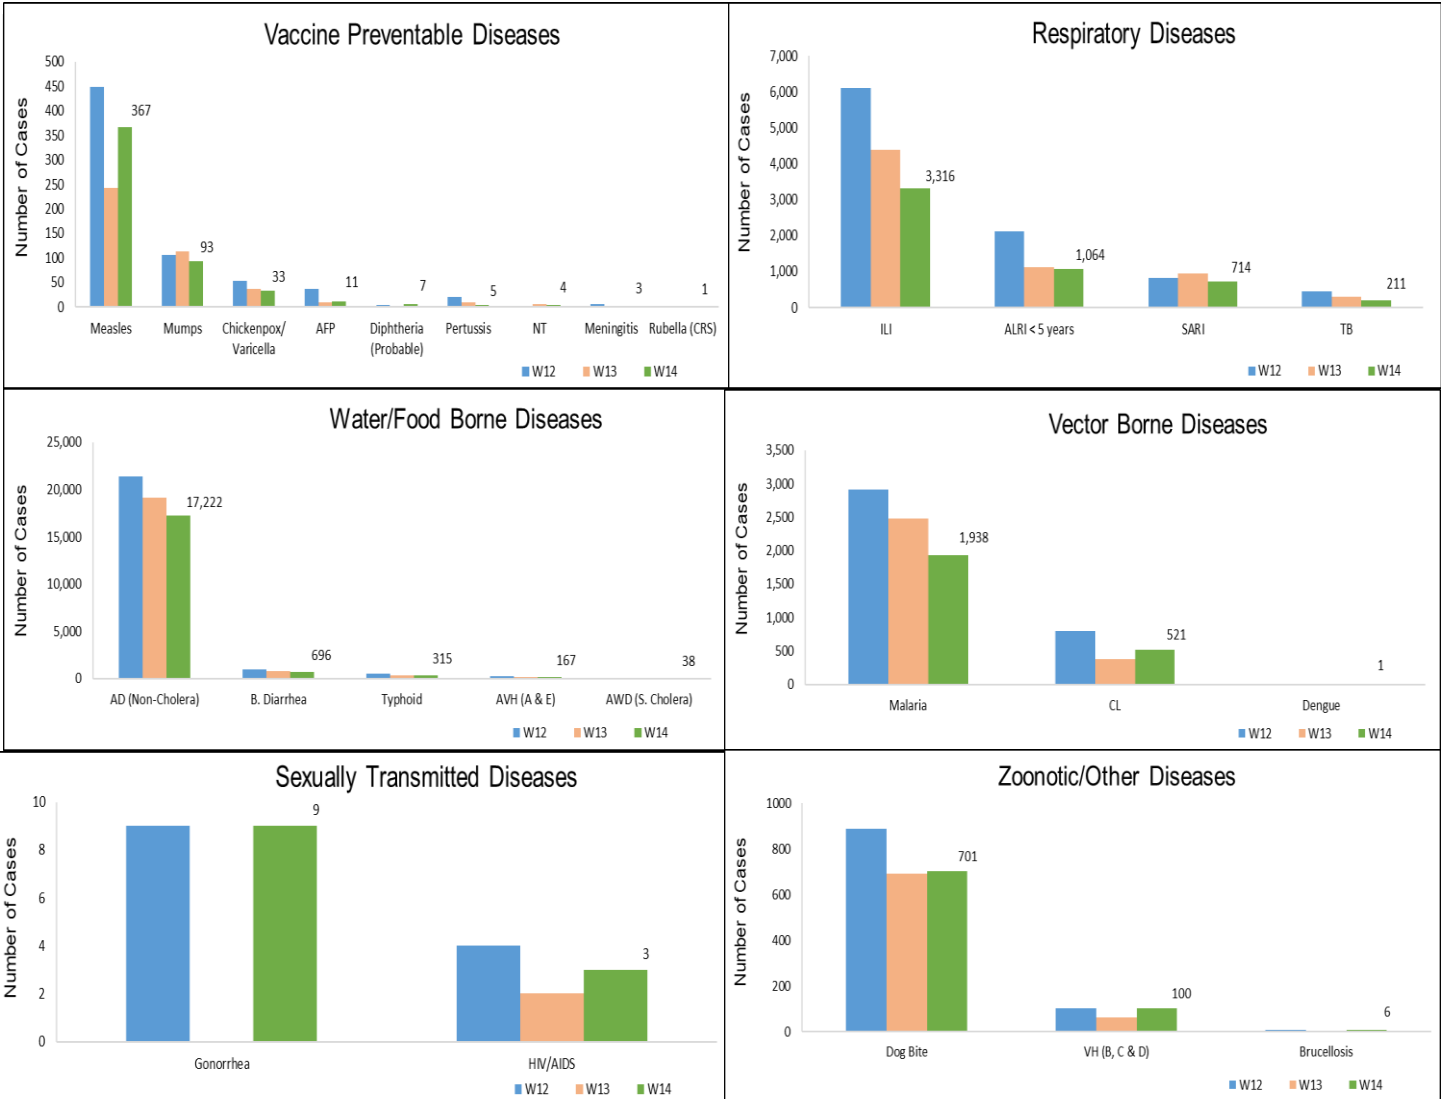 Vaccine Preventable Diseases
Number of Cases
500
450
400
350
300
250
200
150
100
50
0
367
93
33
11
7
5
4
3
1
Measles
Mumps
Chickenpox/
Varicella
AFP
Diphtheria
(Probable)
Pertussis
NT
Meningitis
Rubella (CRS)
W12 W13 W14
Respiratory Diseases
Number of Cases
7,000
6,000
5,000
4,000
3,000
2,000
1,000
0
3,316
1,064
714
211
ILI
ALRI < 5 years
SARI
TB
W12 W13 W14
Water/Food Borne Diseases
Number of Cases
25,000
20,000
15,000
10,000
5,000
0
17,222
696
315
167
38
AD (Non-Cholera)
B. Diarrhea
Typhoid
AVH (A & E)
AWD (S. Cholera)
W12 W13 W14
Vector Borne Diseases
Number of Cases
3,500
3,000
2,500
2,000
1,500
1,000
500
0
1,938
521
1
Malaria
CL
Dengue
W12 W13 W14
Sexually Transmitted Diseases
Number of Cases
10
8
6
4
2
0
9
3
Gonorrhea
HIV/AIDS
W12 W13 W14
Zoonotic/Other Diseases
Number of Cases
1000
800
600
400
200
0
701
100
6
Dog Bite
VH (B, C & D)
Brucellosis
W12 W13 W14